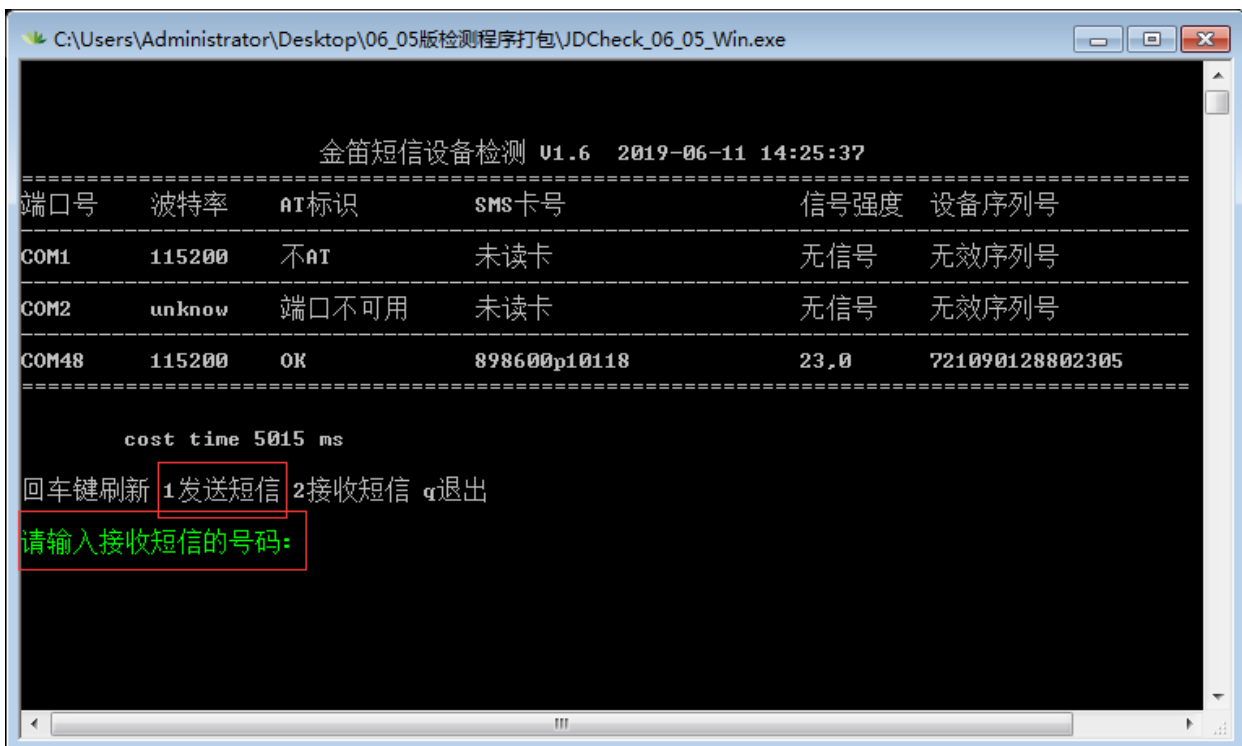 C:\Users\Administrator\Desktop\06_05版检测程序打包\JDCheck_06_05_Win.exe
金笛短信设备检测 V1.6 2019-06-11 14:25:37
端口号 波特率 AT标识 SMS卡号 信号强度 设备序列号
COM1 115200 不AT 未读卡 无信号 无效序列号
COM2 unknow 端口不可用 未读卡 无信号 无效序列号
COM48 115200 OK 898600p10118 23,0 721090128802305
cost time 5015 ms
回车键刷新 1发送短信 2接收短信 q退出
请输入接收短信的号码: